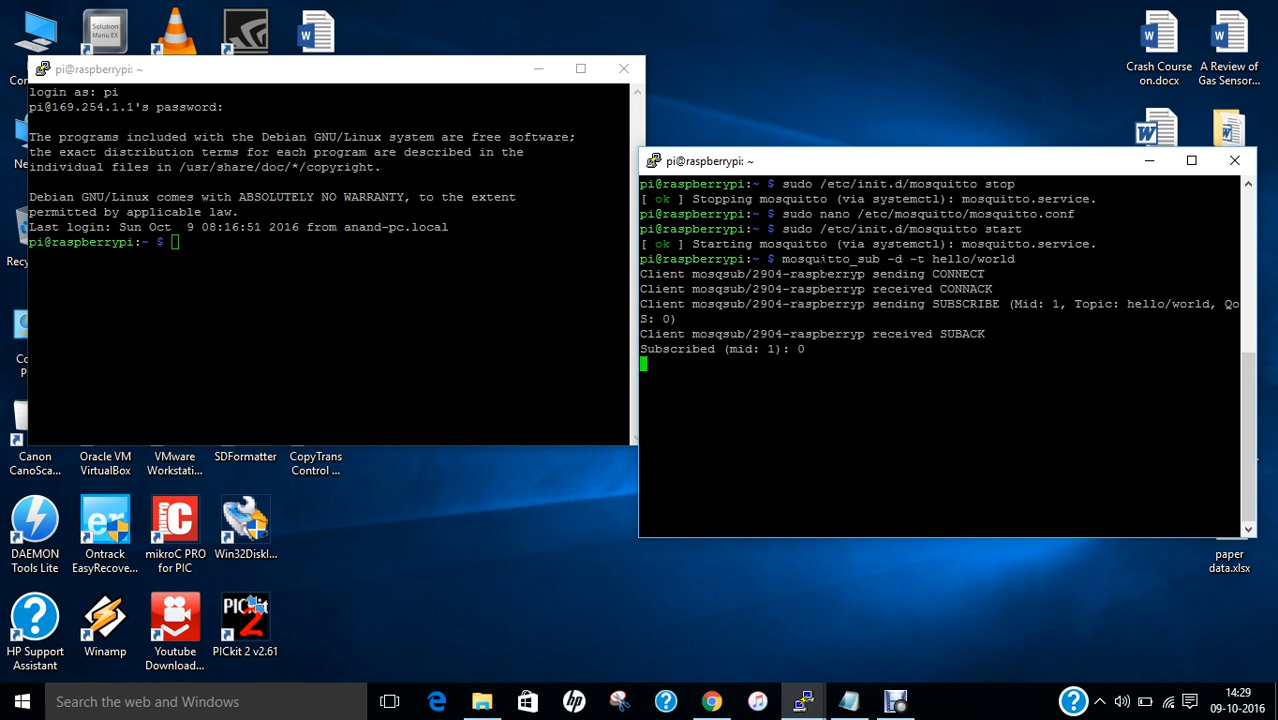 Solution
Menu EX
Crash Course
on.docx
A Review of
Gas Sensor...
pi@raspberrypi: ~
login as: pi
pi@169.254.1.1's password:
The programs included with the Debian GNU/Linux system are free software;
the exact distribution terms for each program are described in the
individual files in /usr/share/doc/*/copyright.
Debian GNU/Linux comes with ABSOLUTELY NO WARRANTY, to the extent
permitted by applicable law.
Last login: Sun Oct  9 08:16:51 2016 from anand-pc.local
pi@raspberrypi:~ $
pi@raspberrypi: ~
pi@raspberrypi:~ $ sudo /etc/init.d/mosquitto stop
[ ok ] Stopping mosquitto (via systemctl): mosquitto.service.
pi@raspberrypi:~ $ sudo nano /etc/mosquitto/mosquitto.conf
pi@raspberrypi:~ $ sudo /etc/init.d/mosquitto start
[ ok ] Starting mosquitto (via systemctl): mosquitto.service.
pi@raspberrypi:~ $ mosquitto_sub -d -t hello/world
Client mosqsub/2904-raspberryp sending CONNECT
Client mosqsub/2904-raspberryp received CONNACK
Client mosqsub/2904-raspberryp sending SUBSCRIBE (Mid: 1, Topic: hello/world, Qo
S: 0)
Client mosqsub/2904-raspberryp received SUBACK
Subscribed (mid: 1): 0
Canon
CanoSca...
Oracle VM
VirtualBox
VMware
Workstati...
SDFormatter
CopyTrans
Control ...
DAEMON
Tools Lite
Ontrack
EasyRecove...
mikroC PRO
for PIC
Win32DiskI...
paper
data.xlsx
HP Support
Assistant
Winamp
Youtube
Download...
PICkit 2 v2.61
Search the web and Windows
14:29
09-10-2016